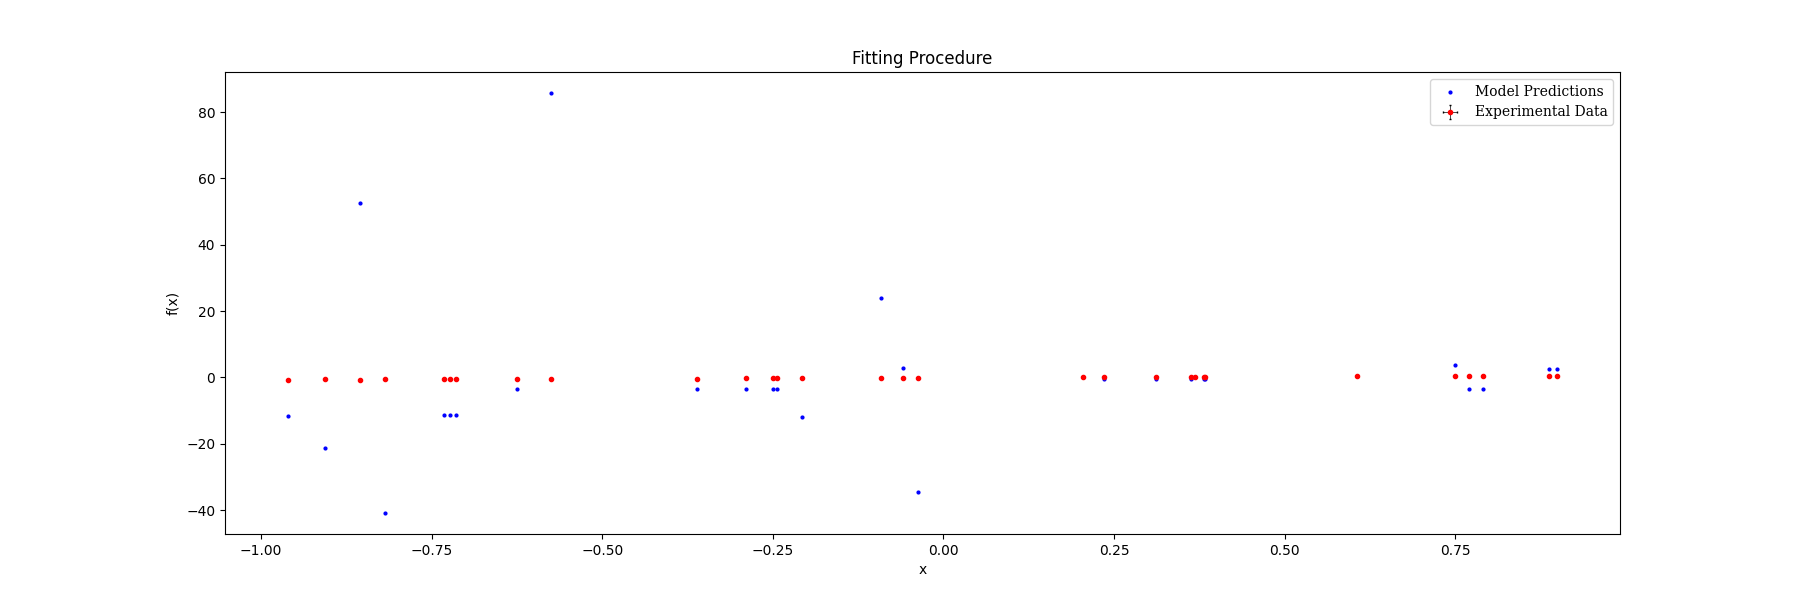 Fitting Procedure
Model Predictions
Experimental Data
80
60
40
20
0
−20
−40
f(x)
−1.00 −0.75 −0.50 −0.25 0.00 0.25 0.50 0.75
x